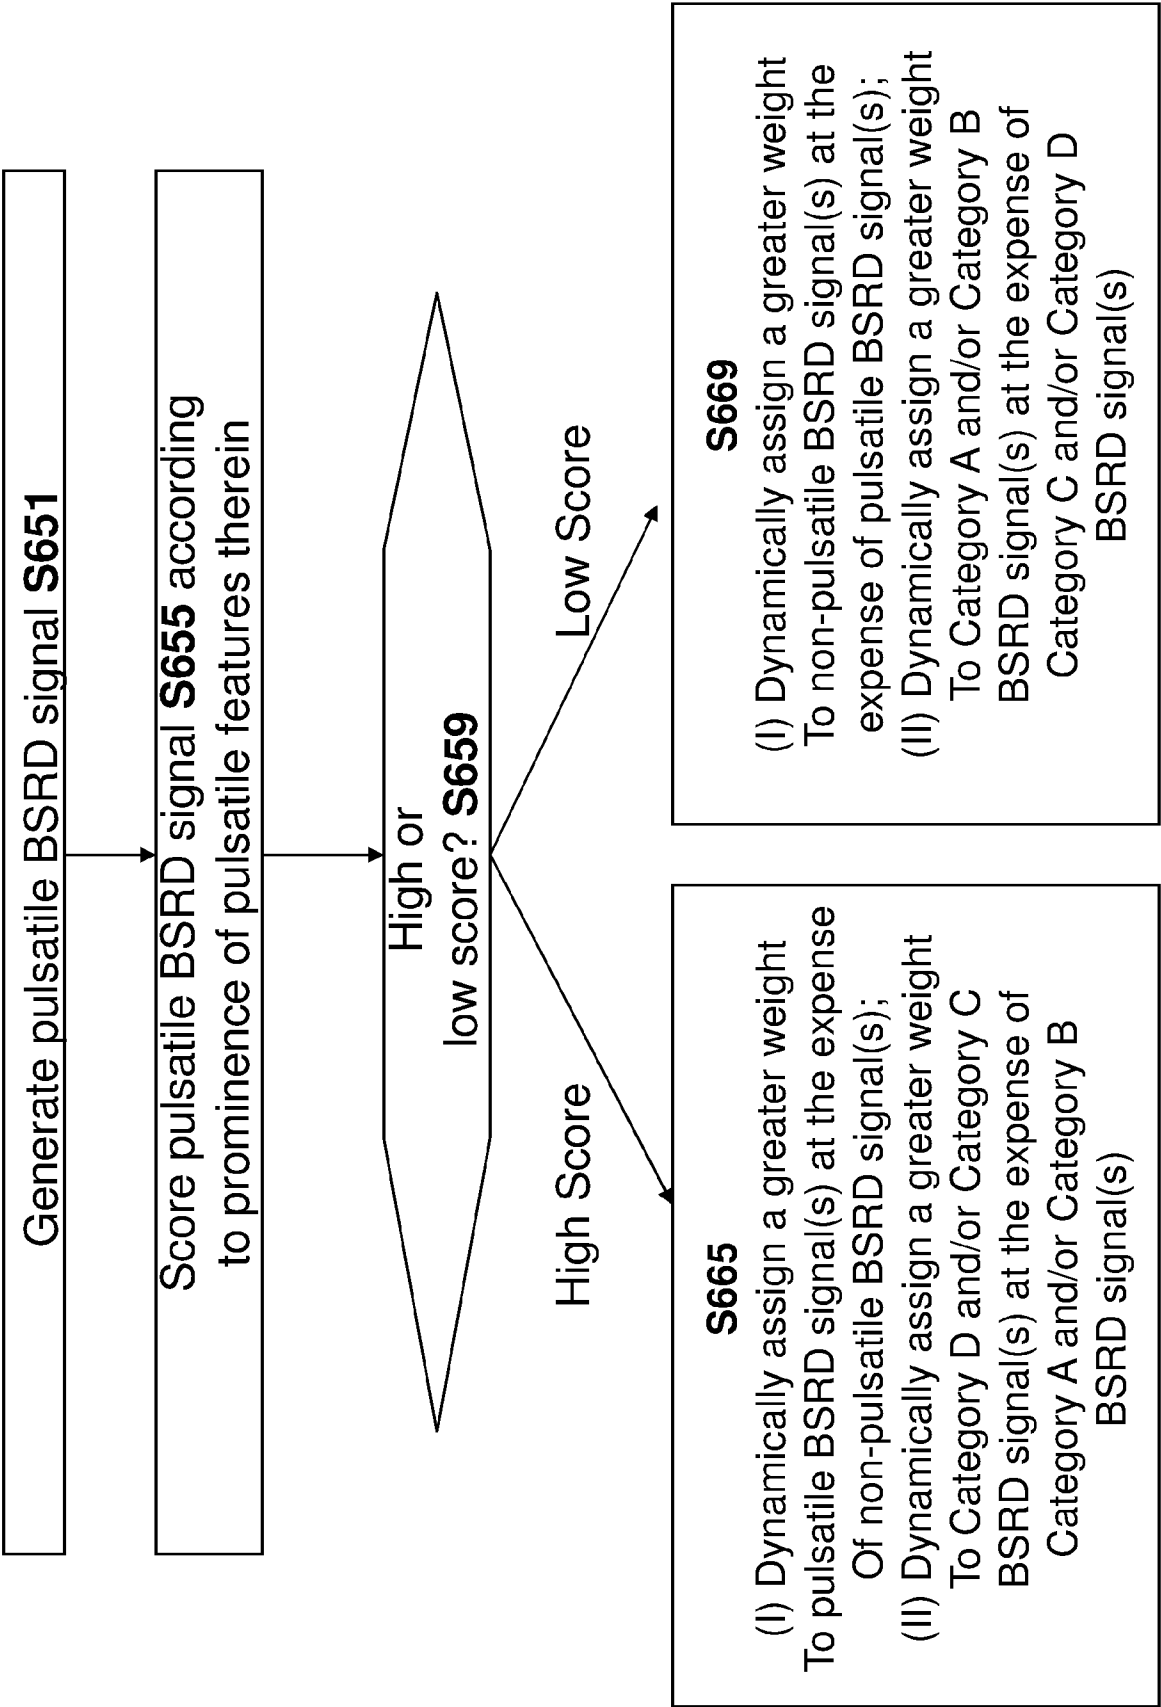 Generate pulsatile BSRD signal S651
Score pulsatile BSRD signal S655 according
to prominence of pulsatile features therein
High or
low score? S659
High Score
Low Score
S665
(I) Dynamically assign a greater weight
To pulsatile BSRD signal(s) at the expense
Of non-pulsatile BSRD signal(s);
(II) Dynamically assign a greater weight
To Category D and/or Category C
BSRD signal(s) at the expense of
Category A and/or Category B
BSRD signal(s)
S669
(I) Dynamically assign a greater weight
To non-pulsatile BSRD signal(s) at the
expense of pulsatile BSRD signal(s);
(II) Dynamically assign a greater weight
To Category A and/or Category B
BSRD signal(s) at the expense of
Category C and/or Category D
BSRD signal(s)